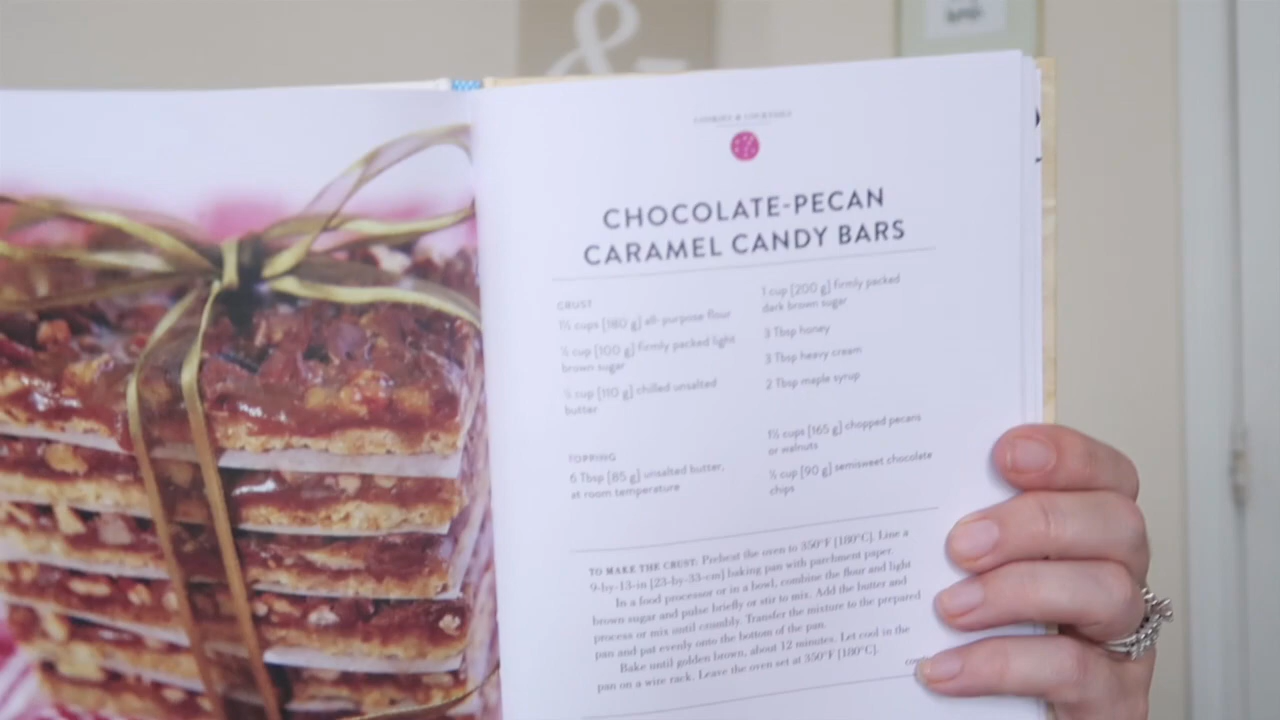 &
COOKIES & COCKTAILS
CHOCOLATE-PECAN
CARAMEL CANDY BARS
CRUST
1½ cups [180 g] all-purpose flour
½ cup [100 g] firmly packed light
brown sugar
½ cup [110 g] chilled unsalted
butter
TOPPING
6 Tbsp [85 g] unsalted butter,
at room temperature
1 cup [200 g] firmly packed
dark brown sugar
3 Tbsp honey
3 Tbsp heavy cream
2 Tbsp maple syrup
1½ cups [165 g] chopped pecans
or walnuts
½ cup [90 g] semisweet chocolate
chips
TO MAKE THE CRUST: Preheat the oven to 350°F [180°C]. Line a
9-by-13-in [23-by-33-cm] baking pan with parchment paper.
In a food processor or in a bowl, combine the flour and light
brown sugar and pulse briefly or stir to mix. Add the butter and
process or mix until crumbly. Transfer the mixture to the prepared
pan and pat evenly onto the bottom of the pan.
Bake until golden brown, about 12 minutes. Let cool in the
pan on a wire rack. Leave the oven set at 350°F [180°C].